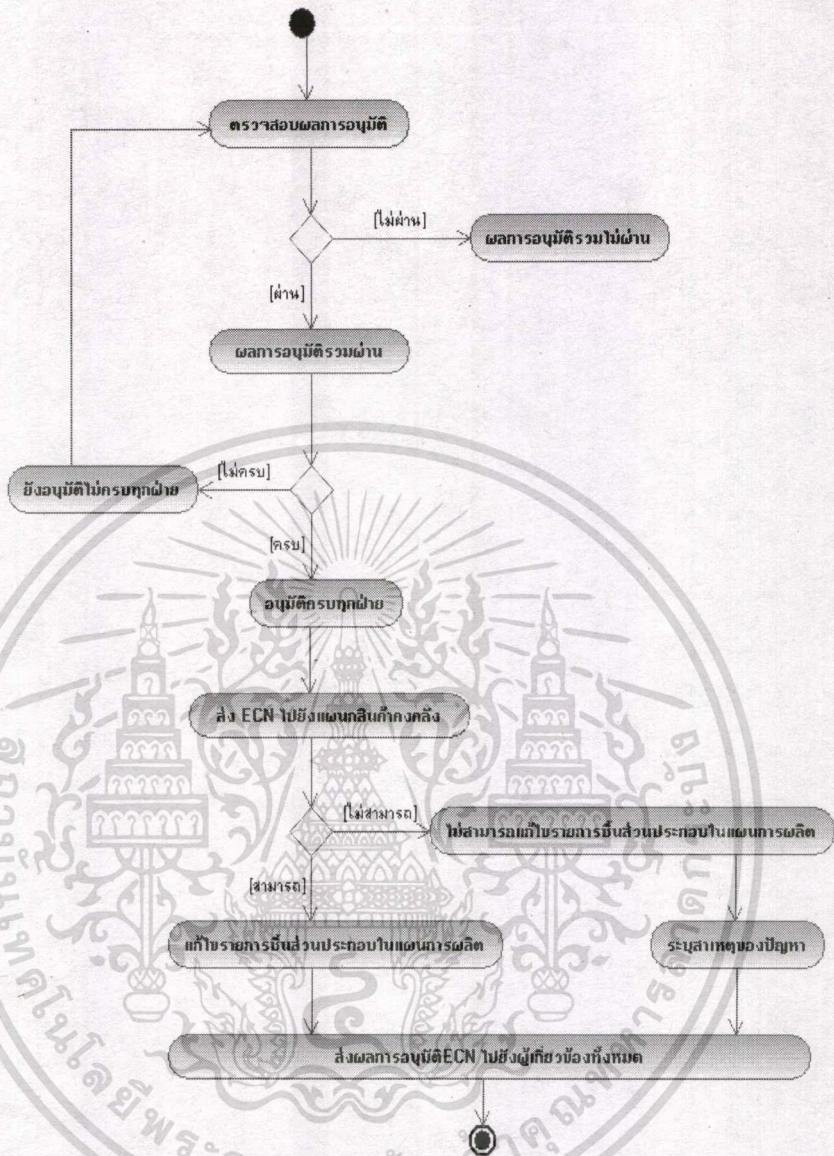 ตรวจสอบผลการอนุมัติ
[ไม่ผ่าน]
ผลการอนุมัติรวมไม่ผ่าน
[ผ่าน]
ผลการอนุมัติรวมผ่าน
[ไม่ครบ]
ยังอนุมัติไม่ครบทุกฝ่าย
[ครบ]
อนุมัติครบทุกฝ่าย
ส่ง ECN ไปยังแผนกสินค้าคงคลัง
[ไม่สามารถ]
ไม่สามารถแก้ไขรายการชิ้นส่วนประกอบในแผนการผลิต
[สามารถ]
แก้ไขรายการชิ้นส่วนประกอบในแผนการผลิต
ระบุสาเหตุของปัญหา
ส่งผลการอนุมัติECN ไปยังผู้เกี่ยวข้องทั้งหมด